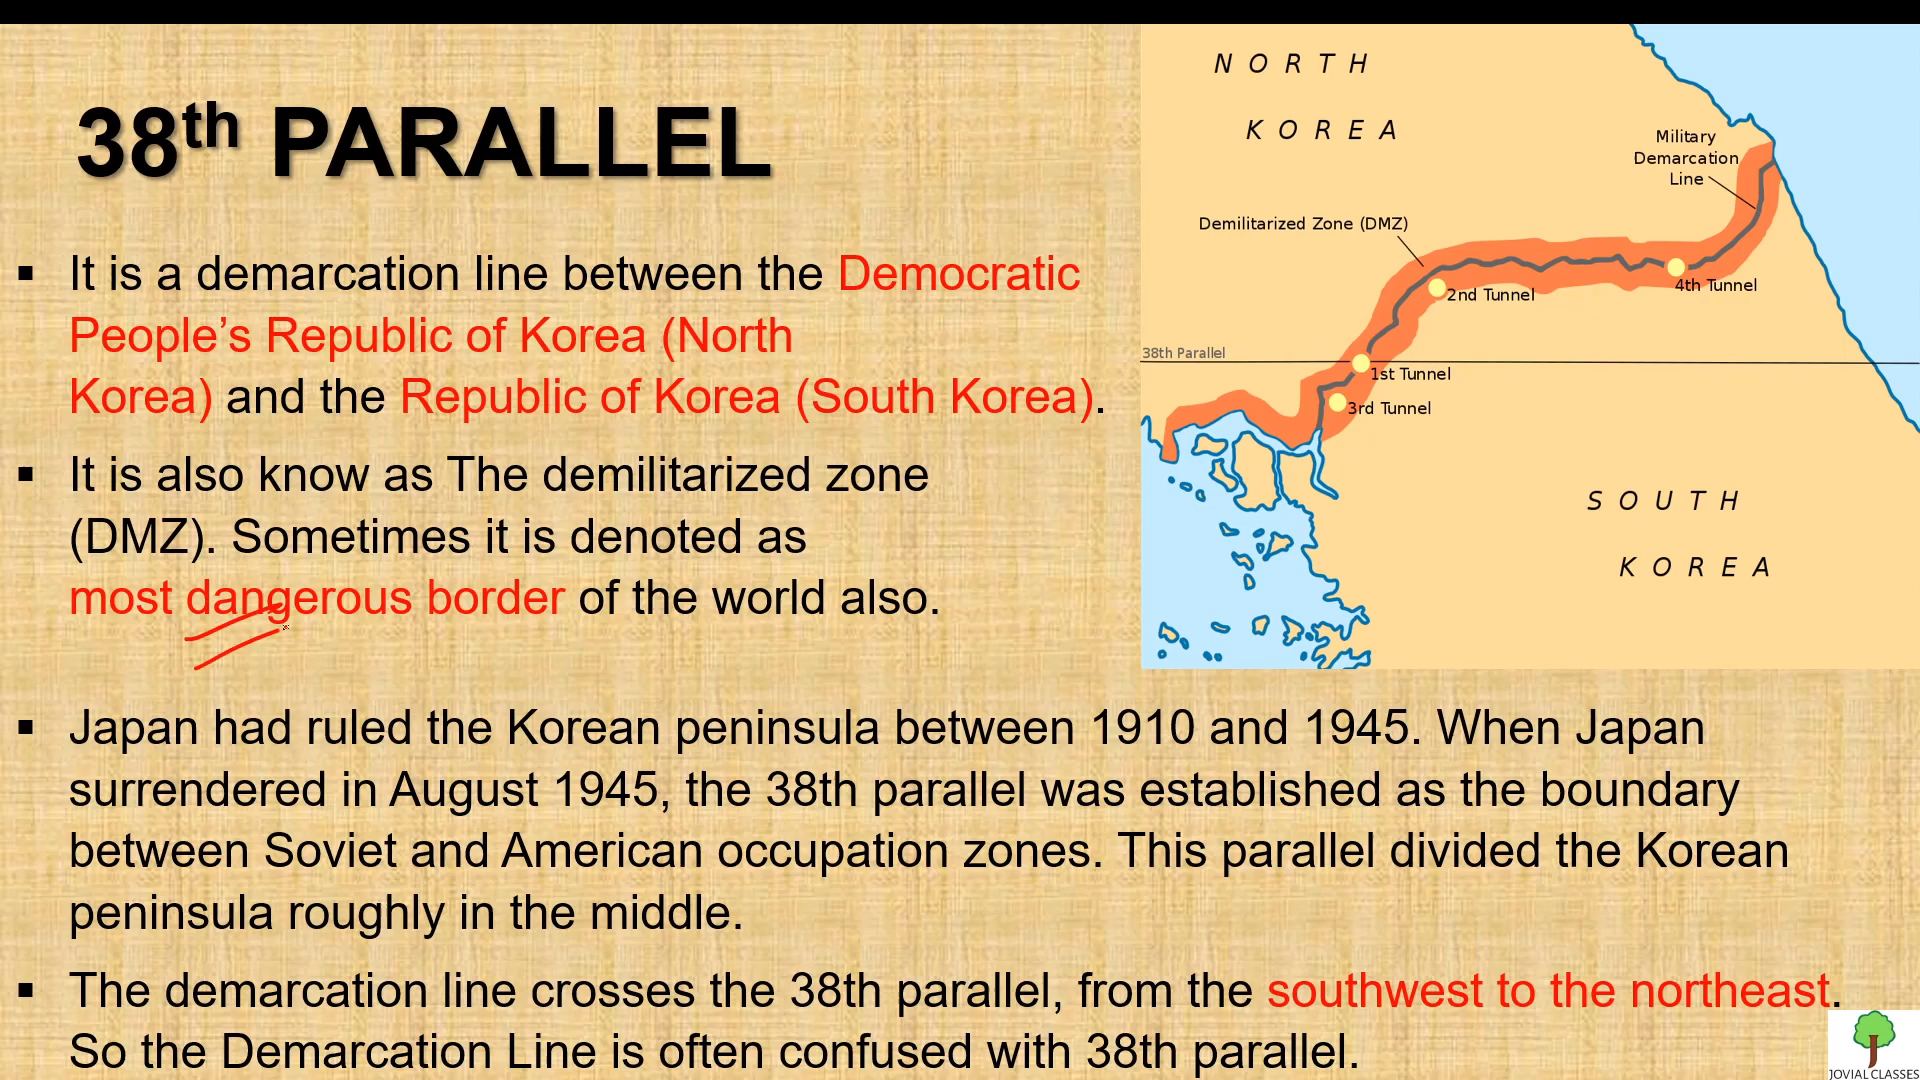 38th PARALLEL
▪ It is a demarcation line between the Democratic
People’s Republic of Korea (North
Korea) and the Republic of Korea (South Korea).
▪ It is also know as The demilitarized zone
(DMZ). Sometimes it is denoted as
most dangerous border of the world also.
N O R T H
K O R E A
Military
Demarcation
Line
Demilitarized Zone (DMZ)
4th Tunnel
2nd Tunnel
38th Parallel
1st Tunnel
3rd Tunnel
S O U T H
K O R E A
▪ Japan had ruled the Korean peninsula between 1910 and 1945. When Japan
surrendered in August 1945, the 38th parallel was established as the boundary
between Soviet and American occupation zones. This parallel divided the Korean
peninsula roughly in the middle.
▪ The demarcation line crosses the 38th parallel, from the southwest to the northeast.
So the Demarcation Line is often confused with 38th parallel.
JOVIAL CLASSES